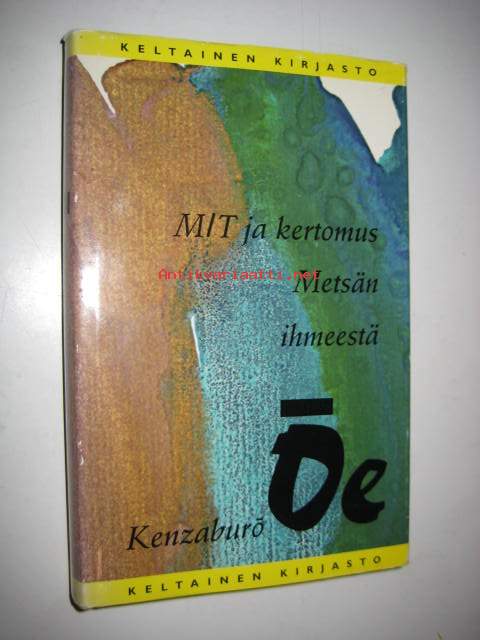 KELTAINEN KIRJASTO
M/T ja kertomus
Antikvariaatti.net
Metsän
ihmeestä
Ōe
Kenzaburō
KELTAINEN KIRJASTO